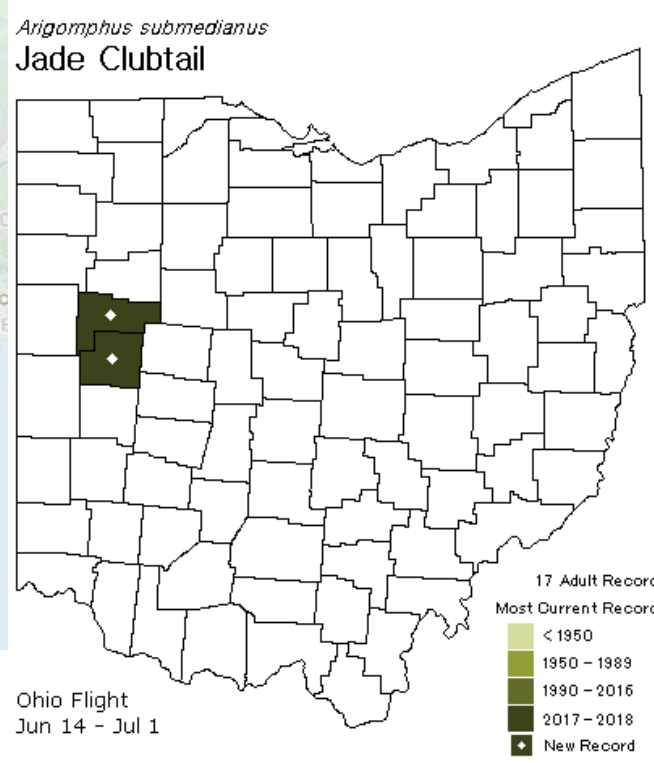 Arigomphus submedianus
Jade Clubtail
17 Adult Record
Most Current Record
< 1950
1950 – 1989
1990 – 2016
2017 – 2018
New Record
Ohio Flight
Jun 14 – Jul 1